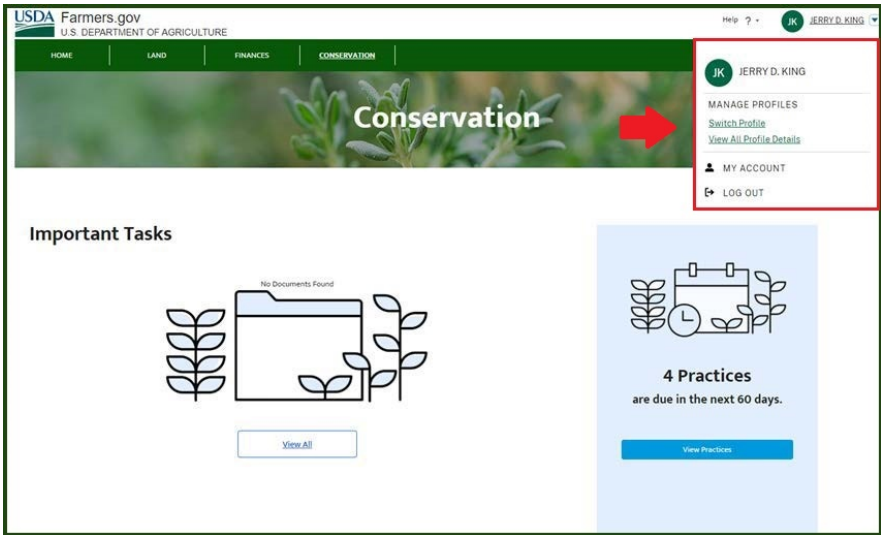 USDA Farmers.gov
U.S. DEPARTMENT OF AGRICULTURE
Help ? JK JERRY D. KING
HOME LAND FINANCES CONSERVATION
JK JERRY D. KING
MANAGE PROFILES
Switch Profile
View All Profile Details
MY ACCOUNT
LOG OUT
Conservation
Important Tasks
No Documents Found
View All
4 Practices
are due in the next 60 days.
View Practices